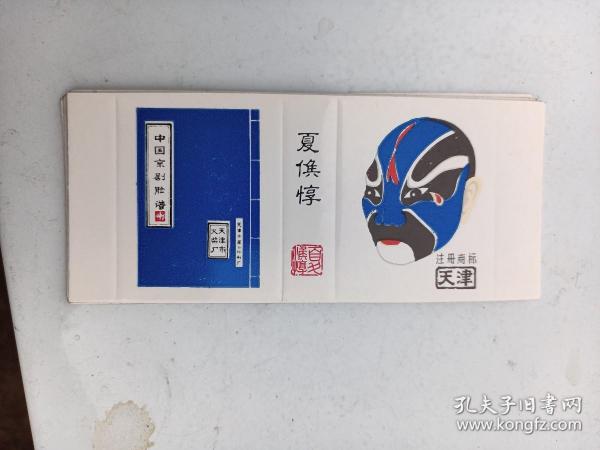 中国京剧脸谱
天津市
火柴厂
夏侯惇
注册商标
天津
孔夫子旧书网
www.kongfz.com